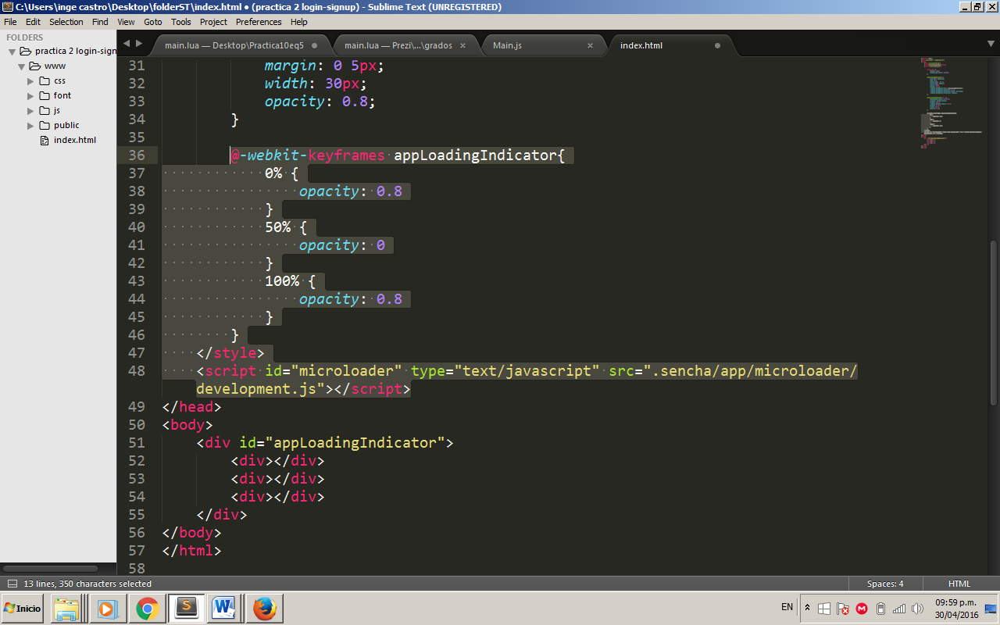 C:\Users\inge castro\Desktop\folderST\index.html • (practica 2 login-signup) - Sublime Text (UNREGISTERED)
File Edit Selection Find View Goto Tools Project Preferences Help
FOLDERS
practica 2 login-sign
www
css
font
js
public
index.html
main.lua — Desktop\Practica10eq5
main.lua — Prezi\...\grados ×
Main.js ×
index.html
31 margin: 0 5px;
32 width: 30px;
33 opacity: 0.8;
34 }
35
36 @-webkit-keyframes appLoadingIndicator{
37 0% {
38 opacity: 0.8
39 }
40 50% {
41 opacity: 0
42 }
43 100% {
44 opacity: 0.8
45 }
46 }
47 </style>
48 <script id="microloader" type="text/javascript" src=".sencha/app/microloader/
development.js"></script>
49 </head>
50 <body>
51 <div id="appLoadingIndicator">
52 <div></div>
53 <div></div>
54 <div></div>
55 </div>
56 </body>
57 </html>
58
13 lines, 350 characters selected
Spaces: 4
HTML
Inicio
EN
09:59 p.m.
30/04/2016